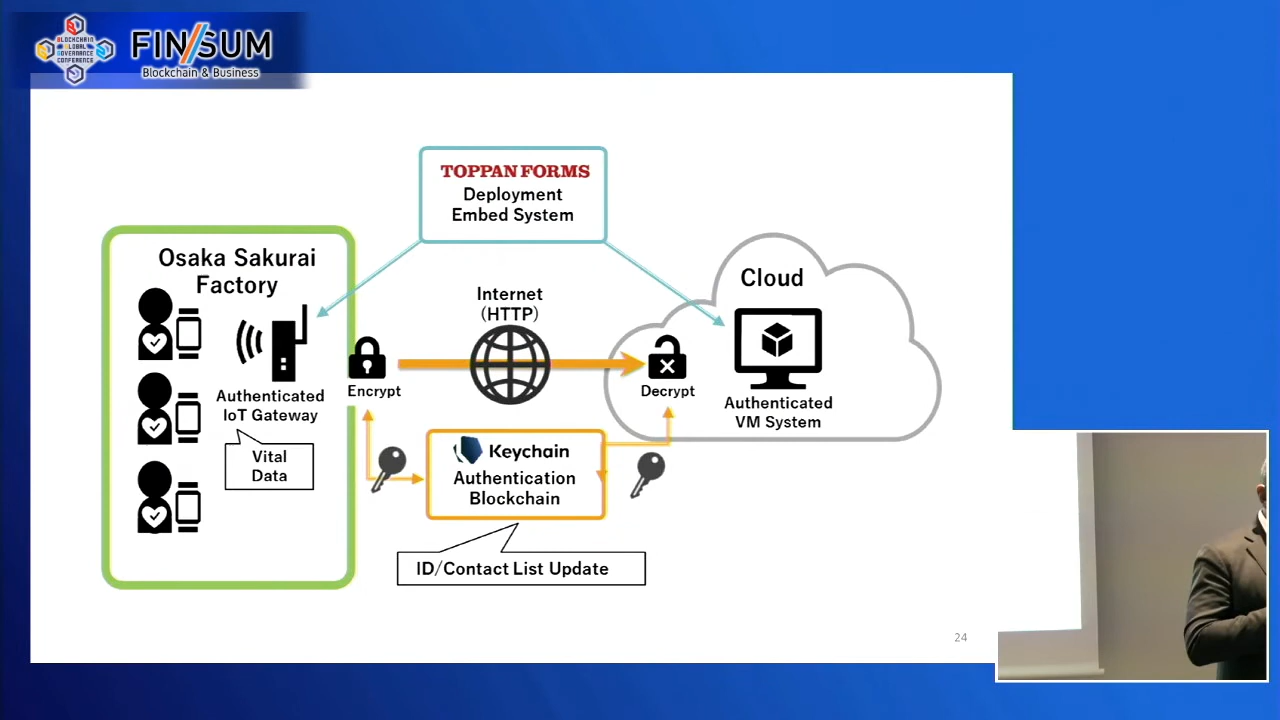 BLOCKCHAIN
GLOBAL
GOVERNANCE
CONFERENCE
FIN/SUM
Blockchain & Business
TOPPAN FORMS
Deployment
Embed System
Osaka Sakurai
Factory
Cloud
Internet
(HTTP)
Encrypt
Decrypt
Authenticated
IoT Gateway
Authenticated
VM System
Vital
Data
Keychain
Authentication
Blockchain
ID/Contact List Update
24